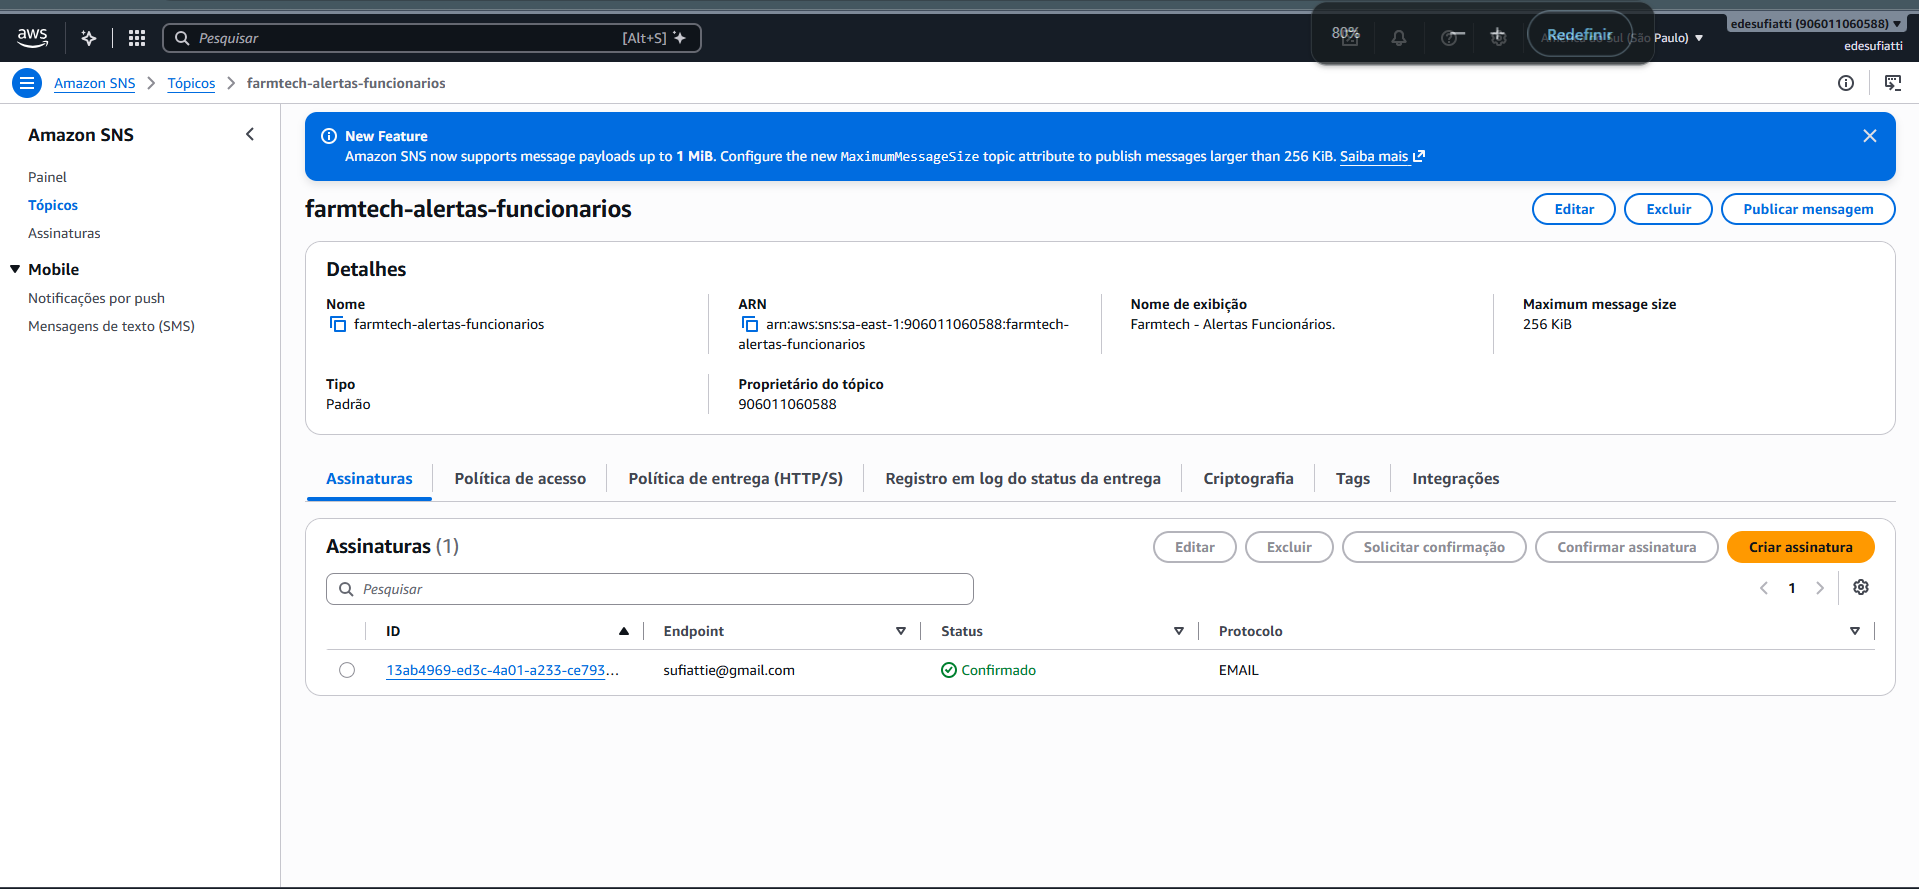 aws
Pesquisar
[Alt+S]
80%
Redefinir
Paulo)
edesufiatti (906011060588)
edesufiatti
Amazon SNS
Tópicos
farmtech-alertas-funcionarios
Amazon SNS
Painel
Tópicos
Assinaturas
Mobile
Notificações por push
Mensagens de texto (SMS)
New Feature
Amazon SNS now supports message payloads up to 1 MiB. Configure the new MaximumMessageSize topic attribute to publish messages larger than 256 KiB. Saiba mais
farmtech-alertas-funcionarios
Editar
Excluir
Publicar mensagem
Detalhes
Nome
farmtech-alertas-funcionarios
ARN
arn:aws:sns:sa-east-1:906011060588:farmtech-
alertas-funcionarios
Nome de exibição
Farmtech - Alertas Funcionários.
Maximum message size
256 KiB
Tipo
Padrão
Proprietário do tópico
906011060588
Assinaturas
Política de acesso
Política de entrega (HTTP/S)
Registro em log do status da entrega
Criptografia
Tags
Integrações
Assinaturas (1)
Editar
Excluir
Solicitar confirmação
Confirmar assinatura
Criar assinatura
Pesquisar
1
ID
Endpoint
Status
Protocolo
13ab4969-ed3c-4a01-a233-ce793...
sufiattie@gmail.com
Confirmado
EMAIL